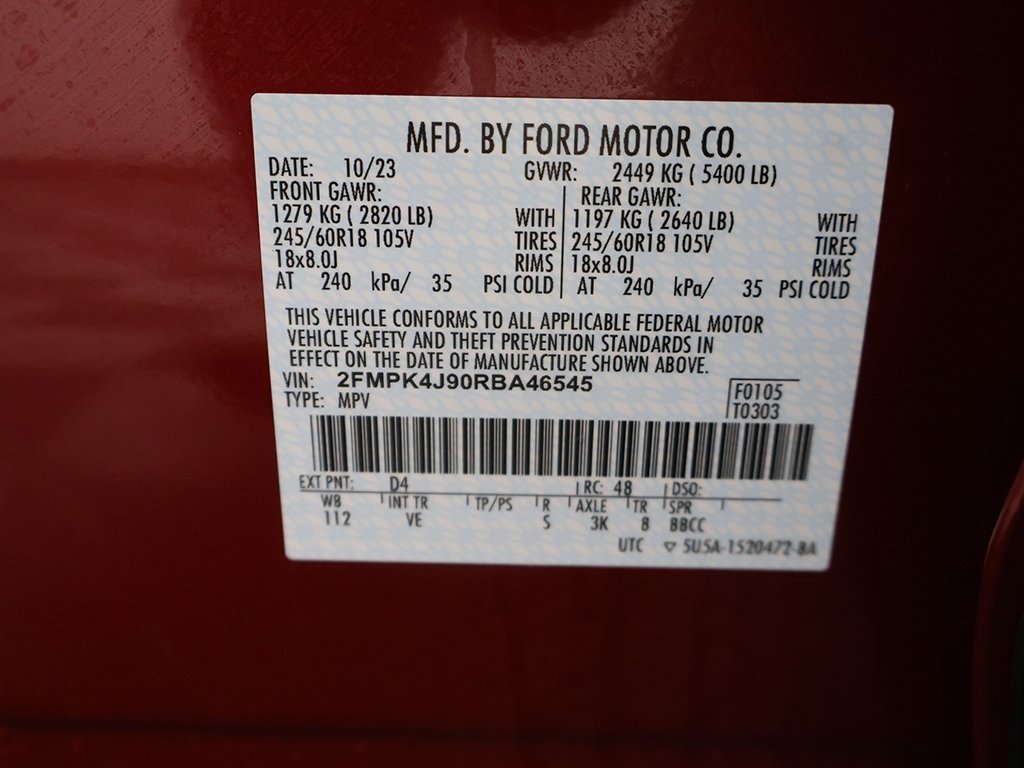 MFD. BY FORD MOTOR CO.
DATE: 10/23 GVWR: 2449 KG ( 5400 LB)
FRONT GAWR: REAR GAWR:
1279 KG ( 2820 LB) WITH 1197 KG ( 2640 LB) WITH
245/60R18 105V TIRES 245/60R18 105V TIRES
18x8.0J RIMS 18x8.0J RIMS
AT 240 kPa/ 35 PSI COLD AT 240 kPa/ 35 PSI COLD
THIS VEHICLE CONFORMS TO ALL APPLICABLE FEDERAL MOTOR
VEHICLE SAFETY AND THEFT PREVENTION STANDARDS IN
EFFECT ON THE DATE OF MANUFACTURE SHOWN ABOVE.
VIN: 2FMPK4J90RBA46545 F0105
TYPE: MPV T0303
EXT PNT: D4 RC: 48 DSO:
WB INT TR TP/PS R AXLE TR SPR
112 VE S 3K 8 BBCC
UTC ▽ 5U5A-1520472-BA